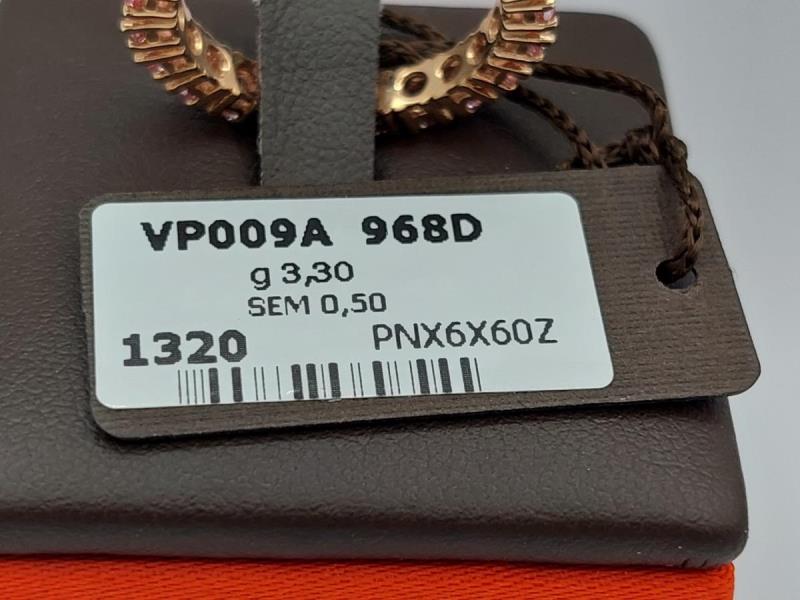 VP009A 968D
g 3,30
SEM 0,50
1320 PNX6X60Z